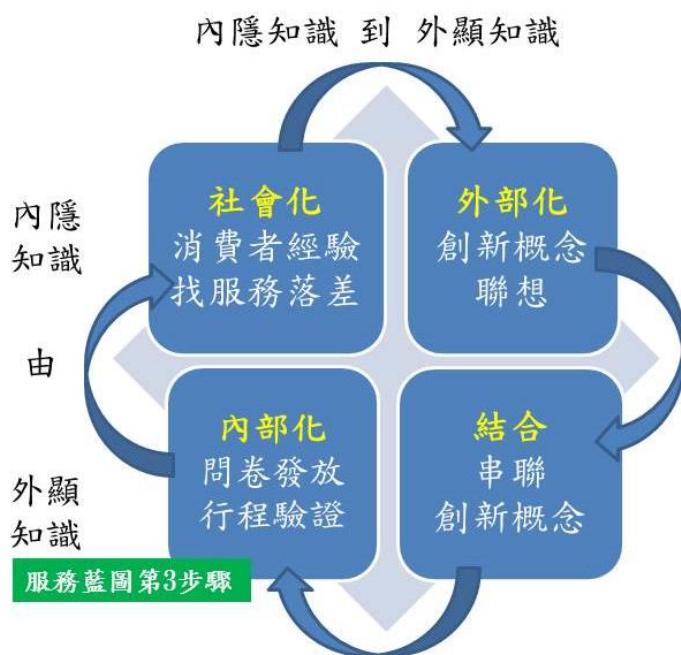 內隱知識 到 外顯知識
內隱
知識
由
外顯
知識
社會化
消費者經驗
找服務落差
外部化
創新概念
聯想
內部化
問卷發放
行程驗證
結合
串聯
創新概念
服務藍圖第3步驟